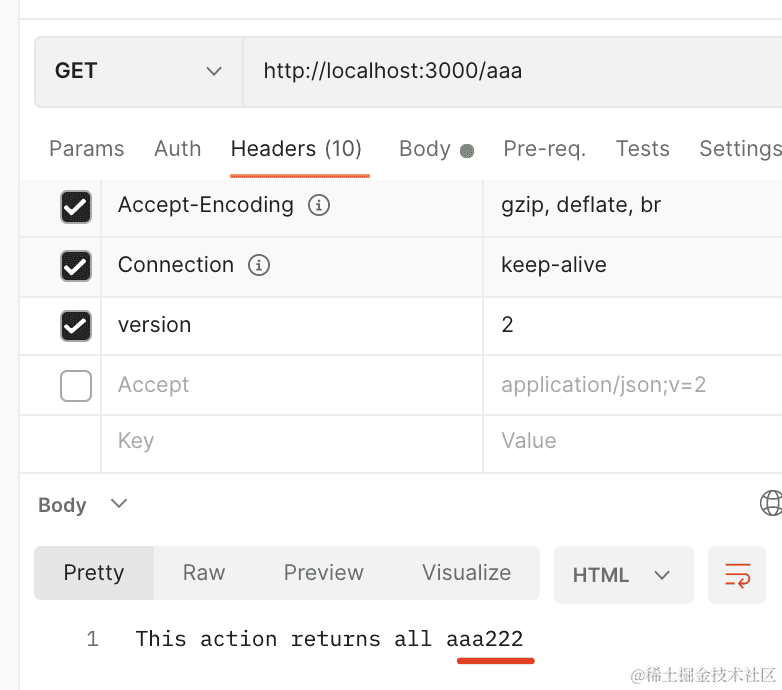 GET http://localhost:3000/aaa
Params Auth Headers (10) Body Pre-req. Tests Settings
Accept-Encoding gzip, deflate, br
Connection keep-alive
version 2
Accept application/json;v=2
Key Value
Body
Pretty Raw Preview Visualize HTML
1 This action returns all aaa222
@稀土掘金技术社区